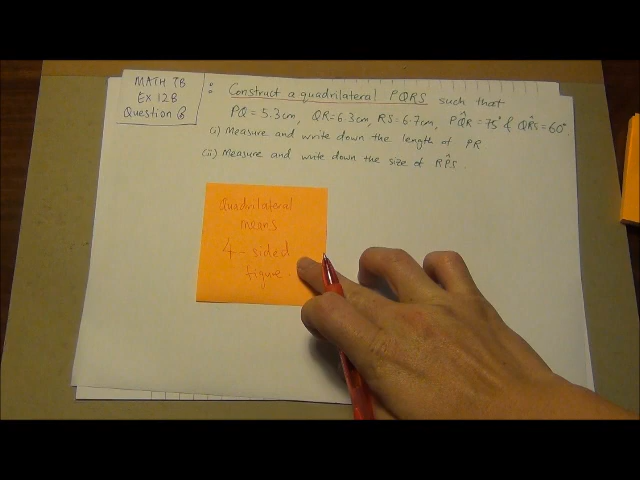 MATH 7B
EX 12B
Question 8
: Construct a quadrilateral PQRS such that
PQ = 5.3cm, QR = 6.3cm, RS = 6.7cm, PQ̂R = 75° & QR̂S = 60°.
(i) Measure and write down the length of PR
(ii) Measure and write down the size of RP̂S.
Quadrilateral
means
4-sided
figure.